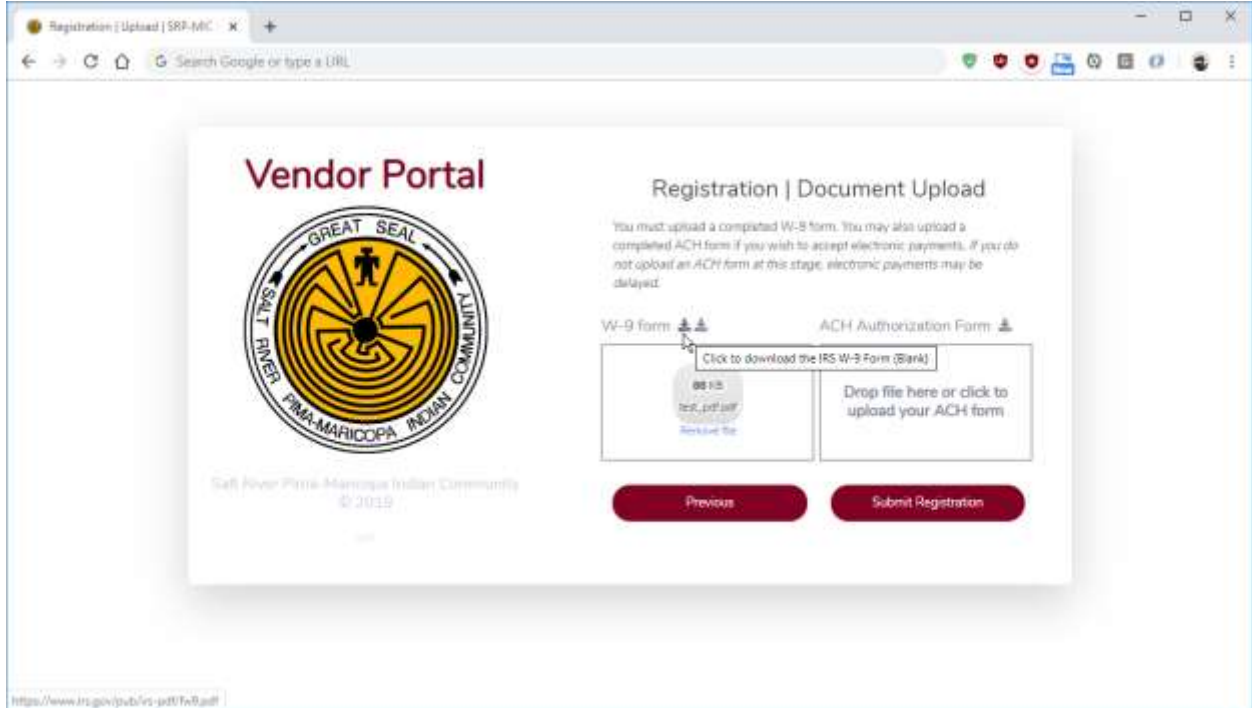 Registration | Upload | SRP-MIC
Search Google or type a URL
New
Vendor Portal
GREAT SEAL
SALT RIVER PIMA-MARICOPA INDIAN COMMUNITY
Salt River Pima-Maricopa Indian Community
© 2019
Registration | Document Upload
You must upload a completed W-9 form. You may also upload a
completed ACH form if you wish to accept electronic payments. If you do
not upload an ACH form at this stage, electronic payments may be
delayed.
W-9 form
ACH Authorization Form
Click to download the IRS W-9 Form (Blank)
KB
test_pdf.pdf
Remove file
Drop file here or click to
upload your ACH form
Previous
Submit Registration
https://www.irs.gov/pub/irs-pdf/fw9.pdf